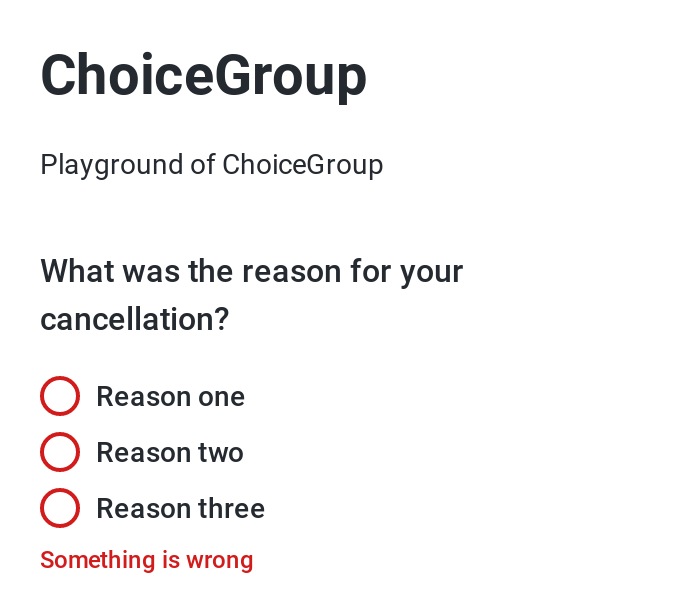 ChoiceGroup
Playground of ChoiceGroup
What was the reason for your
cancellation?
Reason one
Reason two
Reason three
Something is wrong